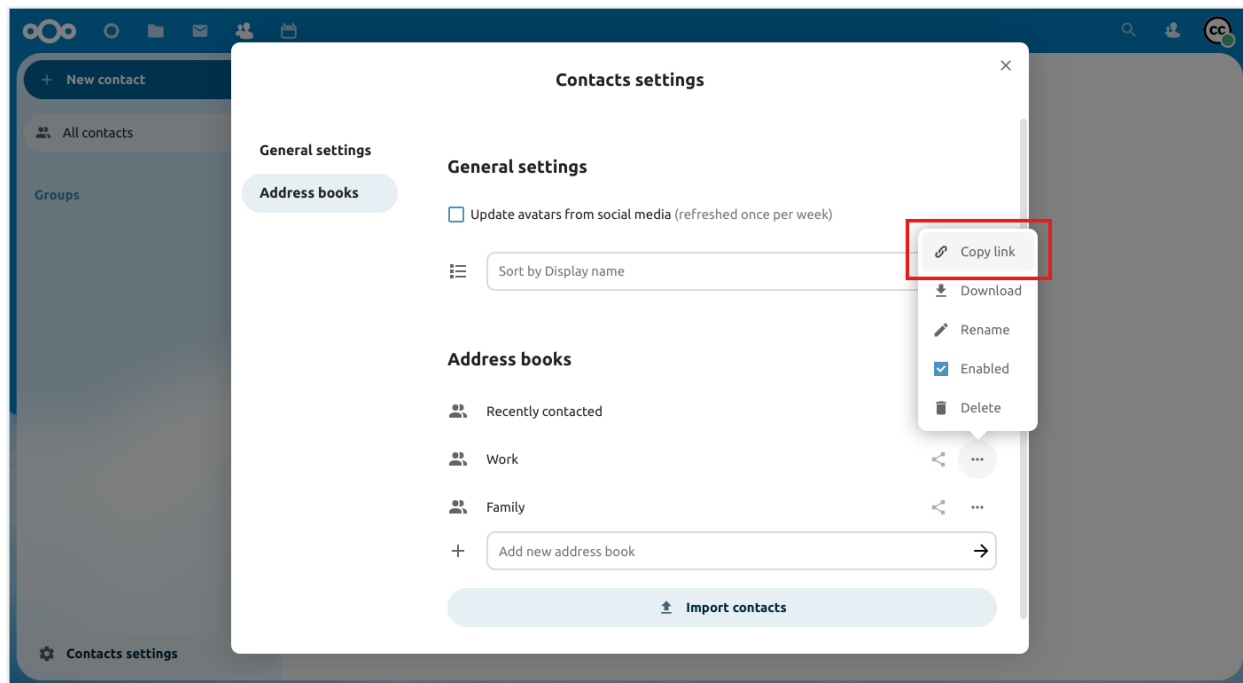 CC
New contact
Contacts settings
All contacts
General settings
Address books
Groups
General settings
Update avatars from social media (refreshed once per week)
Sort by Display name
Copy link
Download
Rename
Enabled
Delete
Address books
Recently contacted
Work
Family
Add new address book
Import contacts
Contacts settings